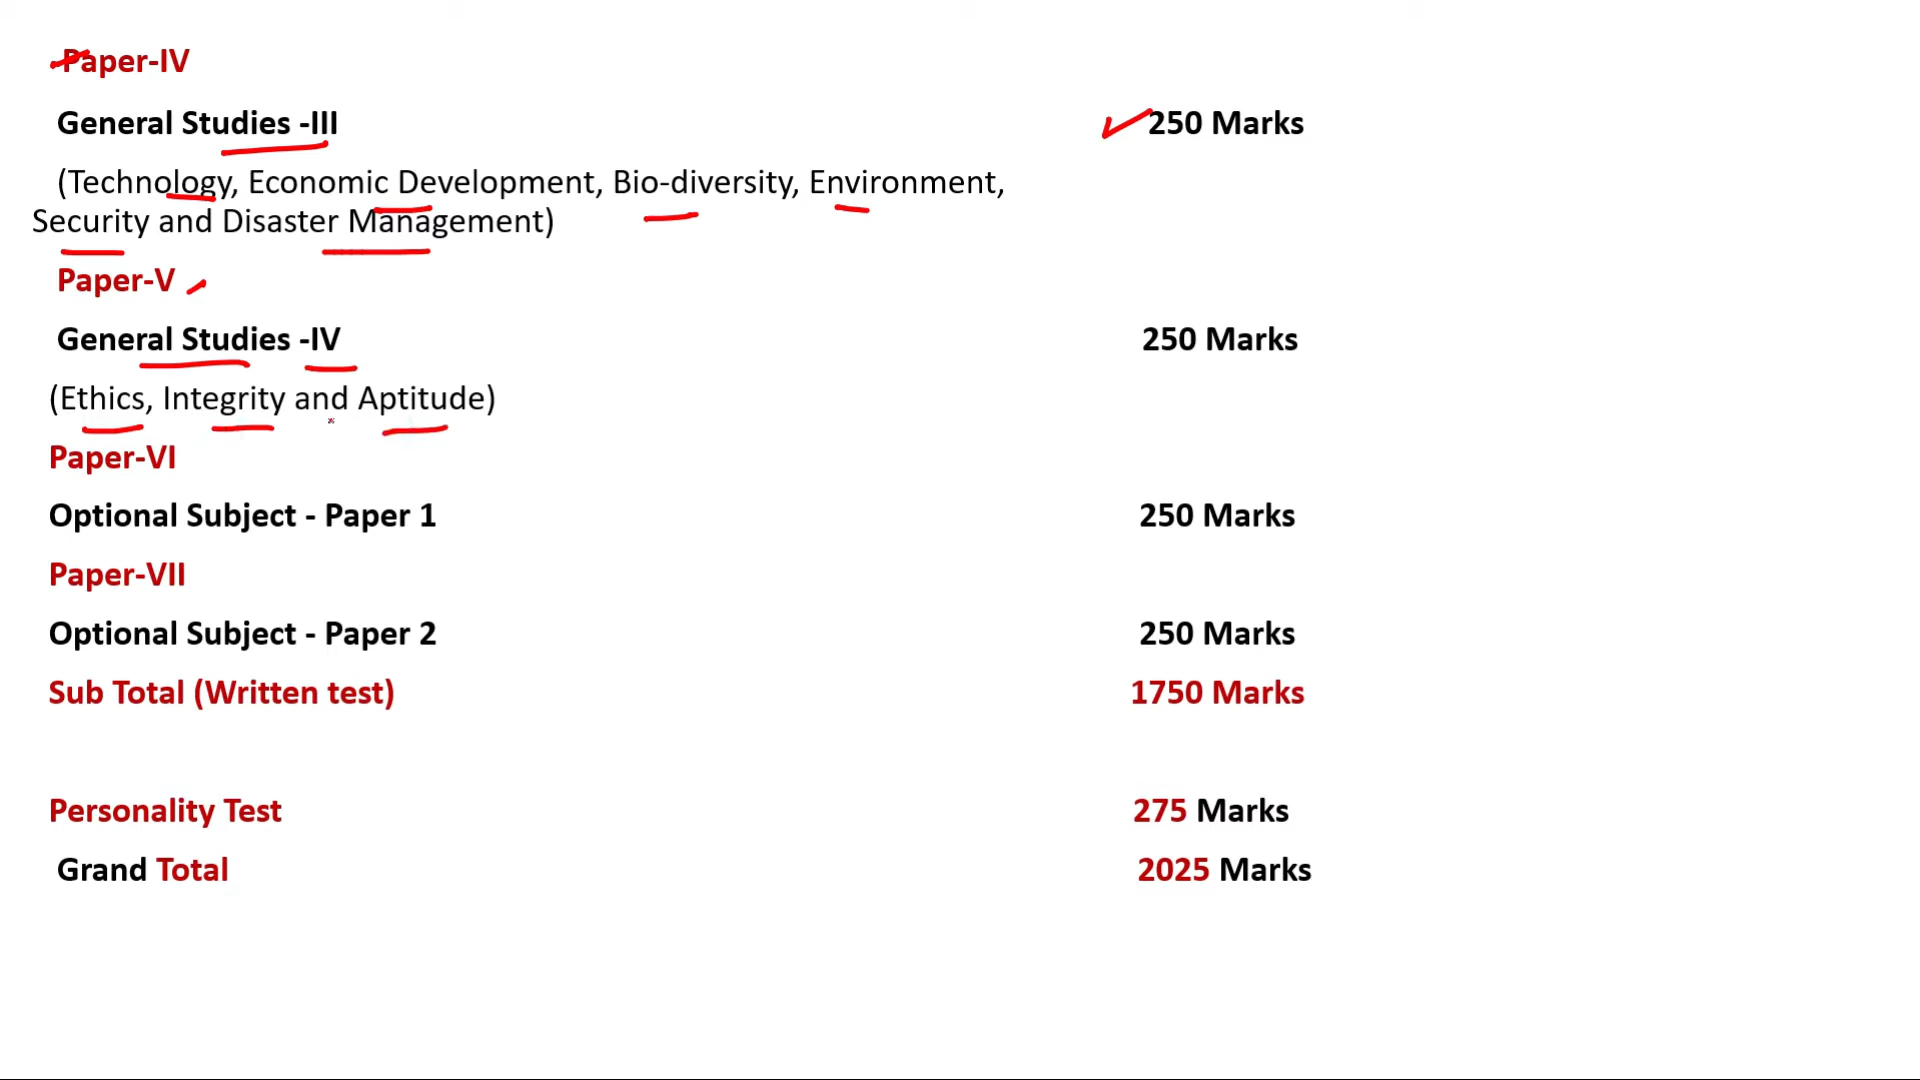 Paper-IV
General Studies -III 250 Marks
(Technology, Economic Development, Bio-diversity, Environment,
Security and Disaster Management)
Paper-V
General Studies -IV 250 Marks
(Ethics, Integrity and Aptitude)
Paper-VI
Optional Subject - Paper 1 250 Marks
Paper-VII
Optional Subject - Paper 2 250 Marks
Sub Total (Written test) 1750 Marks
Personality Test 275 Marks
Grand Total 2025 Marks